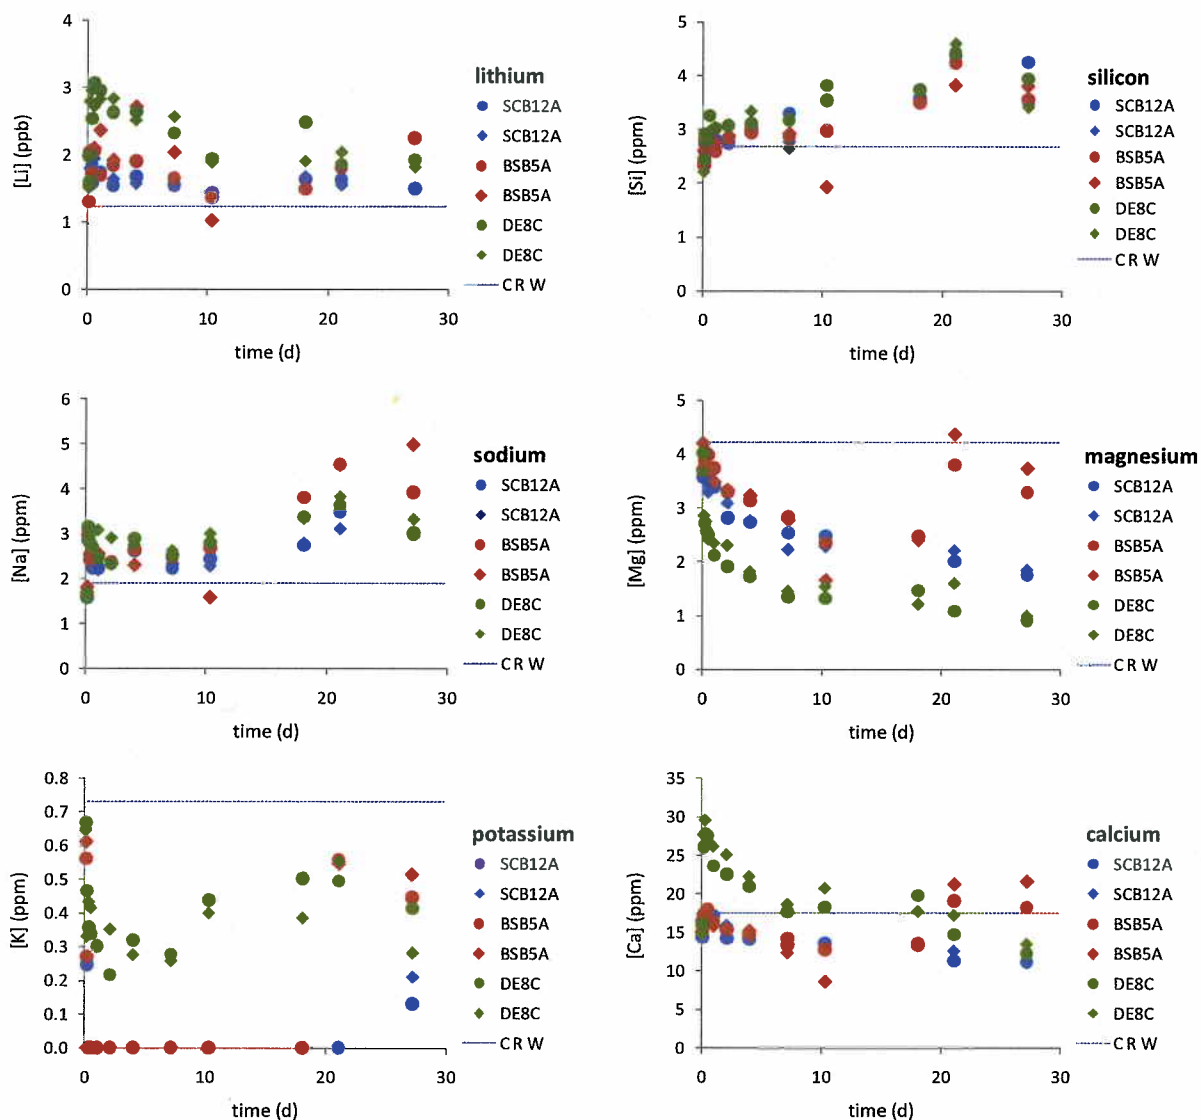 4
3
2
1
0
[Li] (ppb)
0 10 20 30
time (d)
lithium
SCB12A
SCB12A
BSB5A
BSB5A
DE8C
DE8C
C R W
5
4
3
2
1
0
[Si] (ppm)
0 10 20 30
time (d)
silicon
SCB12A
SCB12A
BSB5A
BSB5A
DE8C
DE8C
C R W
6
5
4
3
2
1
0
[Na] (ppm)
0 10 20 30
time (d)
sodium
SCB12A
SCB12A
BSB5A
BSB5A
DE8C
DE8C
C R W
5
4
3
2
1
0
[Mg] (ppm)
0 10 20 30
time (d)
magnesium
SCB12A
SCB12A
BSB5A
BSB5A
DE8C
DE8C
C R W
0.8
0.7
0.6
0.5
0.4
0.3
0.2
0.1
0.0
[K] (ppm)
0 10 20 30
time (d)
potassium
SCB12A
SCB12A
BSB5A
BSB5A
DE8C
DE8C
C R W
35
30
25
20
15
10
5
0
[Ca] (ppm)
0 10 20 30
time (d)
calcium
SCB12A
SCB12A
BSB5A
BSB5A
DE8C
DE8C
C R W